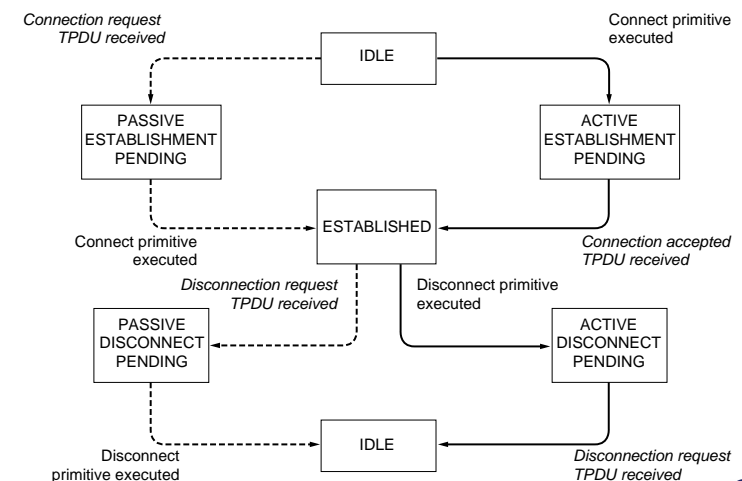 Connection request
TPDU received
IDLE
Connect primitive
executed
PASSIVE
ESTABLISHMENT
PENDING
ACTIVE
ESTABLISHMENT
PENDING
ESTABLISHED
Connect primitive
executed
Connection accepted
TPDU received
Disconnection request
TPDU received
Disconnect primitive
executed
PASSIVE
DISCONNECT
PENDING
ACTIVE
DISCONNECT
PENDING
IDLE
Disconnect
primitive executed
Disconnection request
TPDU received